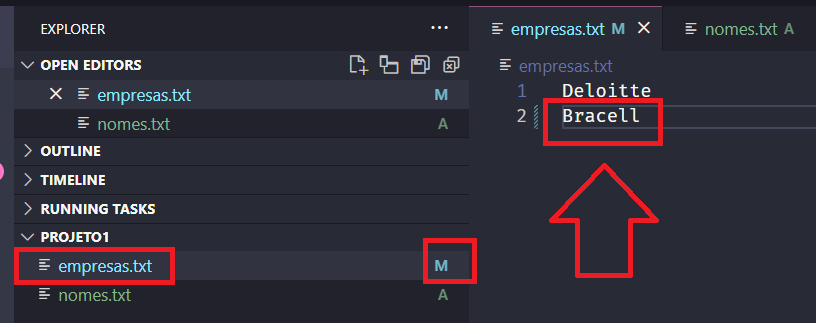 EXPLORER ...
OPEN EDITORS
empresas.txt M
nomes.txt A
OUTLINE
TIMELINE
RUNNING TASKS
PROJETO1
empresas.txt M
nomes.txt A
empresas.txt M
nomes.txt A
empresas.txt
1 Deloitte
2 Bracell